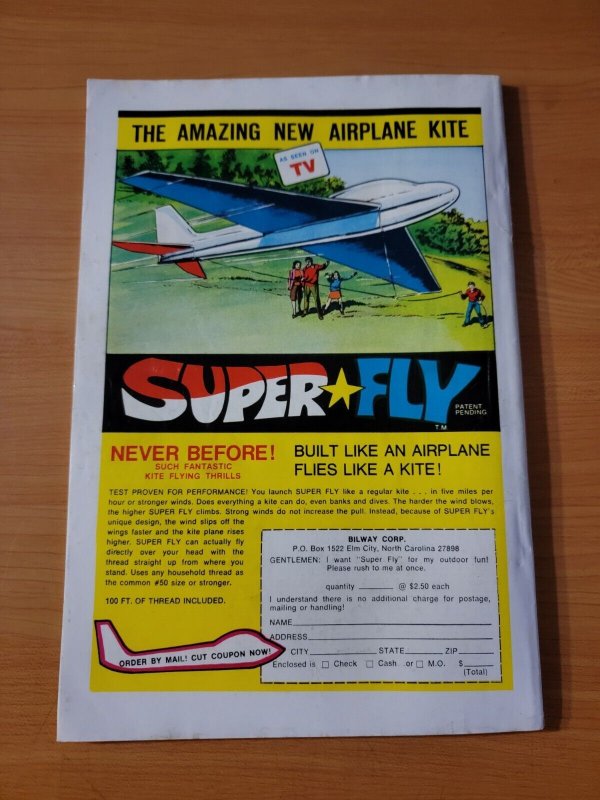 THE AMAZING NEW AIRPLANE KITE
AS SEEN ON
TV
SUPER FLY
PATENT
PENDING
TM
NEVER BEFORE!
SUCH FANTASTIC
KITE FLYING THRILLS
BUILT LIKE AN AIRPLANE
FLIES LIKE A KITE!
TEST PROVEN FOR PERFORMANCE! You launch SUPER FLY like a regular kite . . . in five miles per
hour or stronger winds. Does everything a kite can do, even banks and dives. The harder the wind blows,
the higher SUPER FLY climbs. Strong winds do not increase the pull. Instead, because of SUPER FLY's
unique design, the wind slips off the
wings faster and the kite plane rises
higher. SUPER FLY can actually fly
directly over your head with the
thread straight up from where you
stand. Uses any household thread as
the common #50 size or stronger.
100 FT. OF THREAD INCLUDED.
ORDER BY MAIL! CUT COUPON NOW!
BILWAY CORP.
P.O. Box 1522 Elm City, North Carolina 27898
GENTLEMEN: I want "Super Fly" for my outdoor fun!
Please rush to me at once.
quantity ______ @ $2.50 each
I understand there is no additional charge for postage,
mailing or handling!
NAME
ADDRESS
CITY STATE ZIP
Enclosed is □ Check □ Cash or □ M.O. $
(Total)